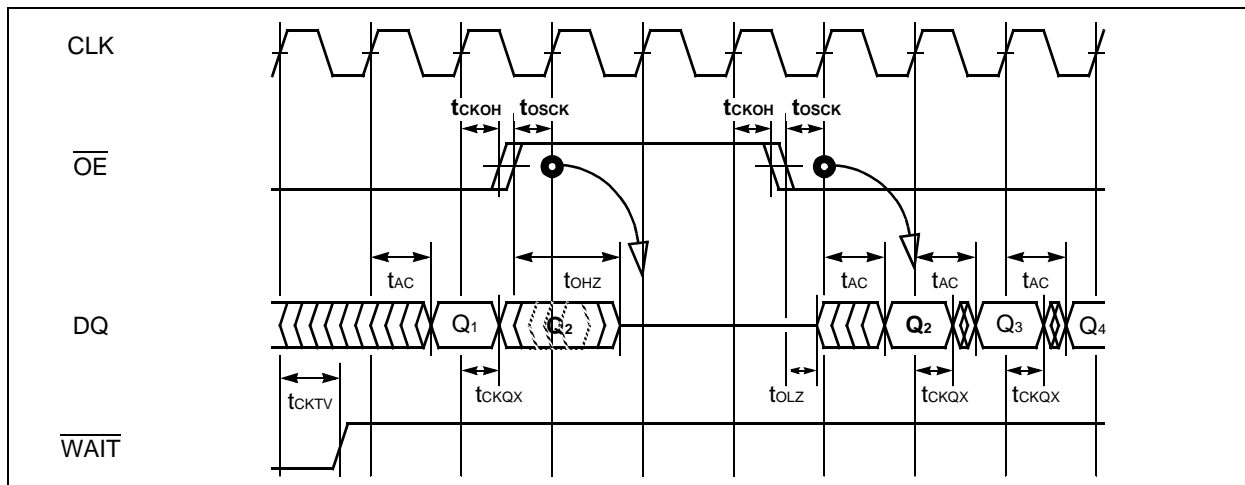 CLK
tCKOH tOSCK tCKOH tOSCK
OE
tAC tOHZ tAC tAC tAC
DQ Q1 Q2 Q2 Q3 Q4
tCKTV tCKQX tOLZ tCKQX tCKQX
WAIT